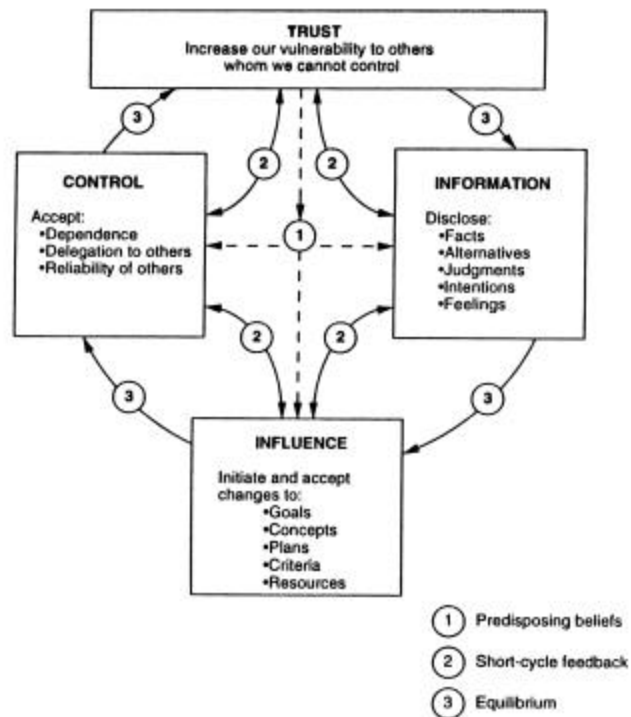 TRUST
Increase our vulnerability to others
whom we cannot control
3
3
2
2
CONTROL
Accept:
•Dependence
•Delegation to others
•Reliability of others
1
INFORMATION
Disclose:
•Facts
•Alternatives
•Judgments
•Intentions
•Feelings
2
2
3
3
INFLUENCE
Initiate and accept
changes to:
•Goals
•Concepts
•Plans
•Criteria
•Resources
1 Predisposing beliefs
2 Short-cycle feedback
3 Equilibrium